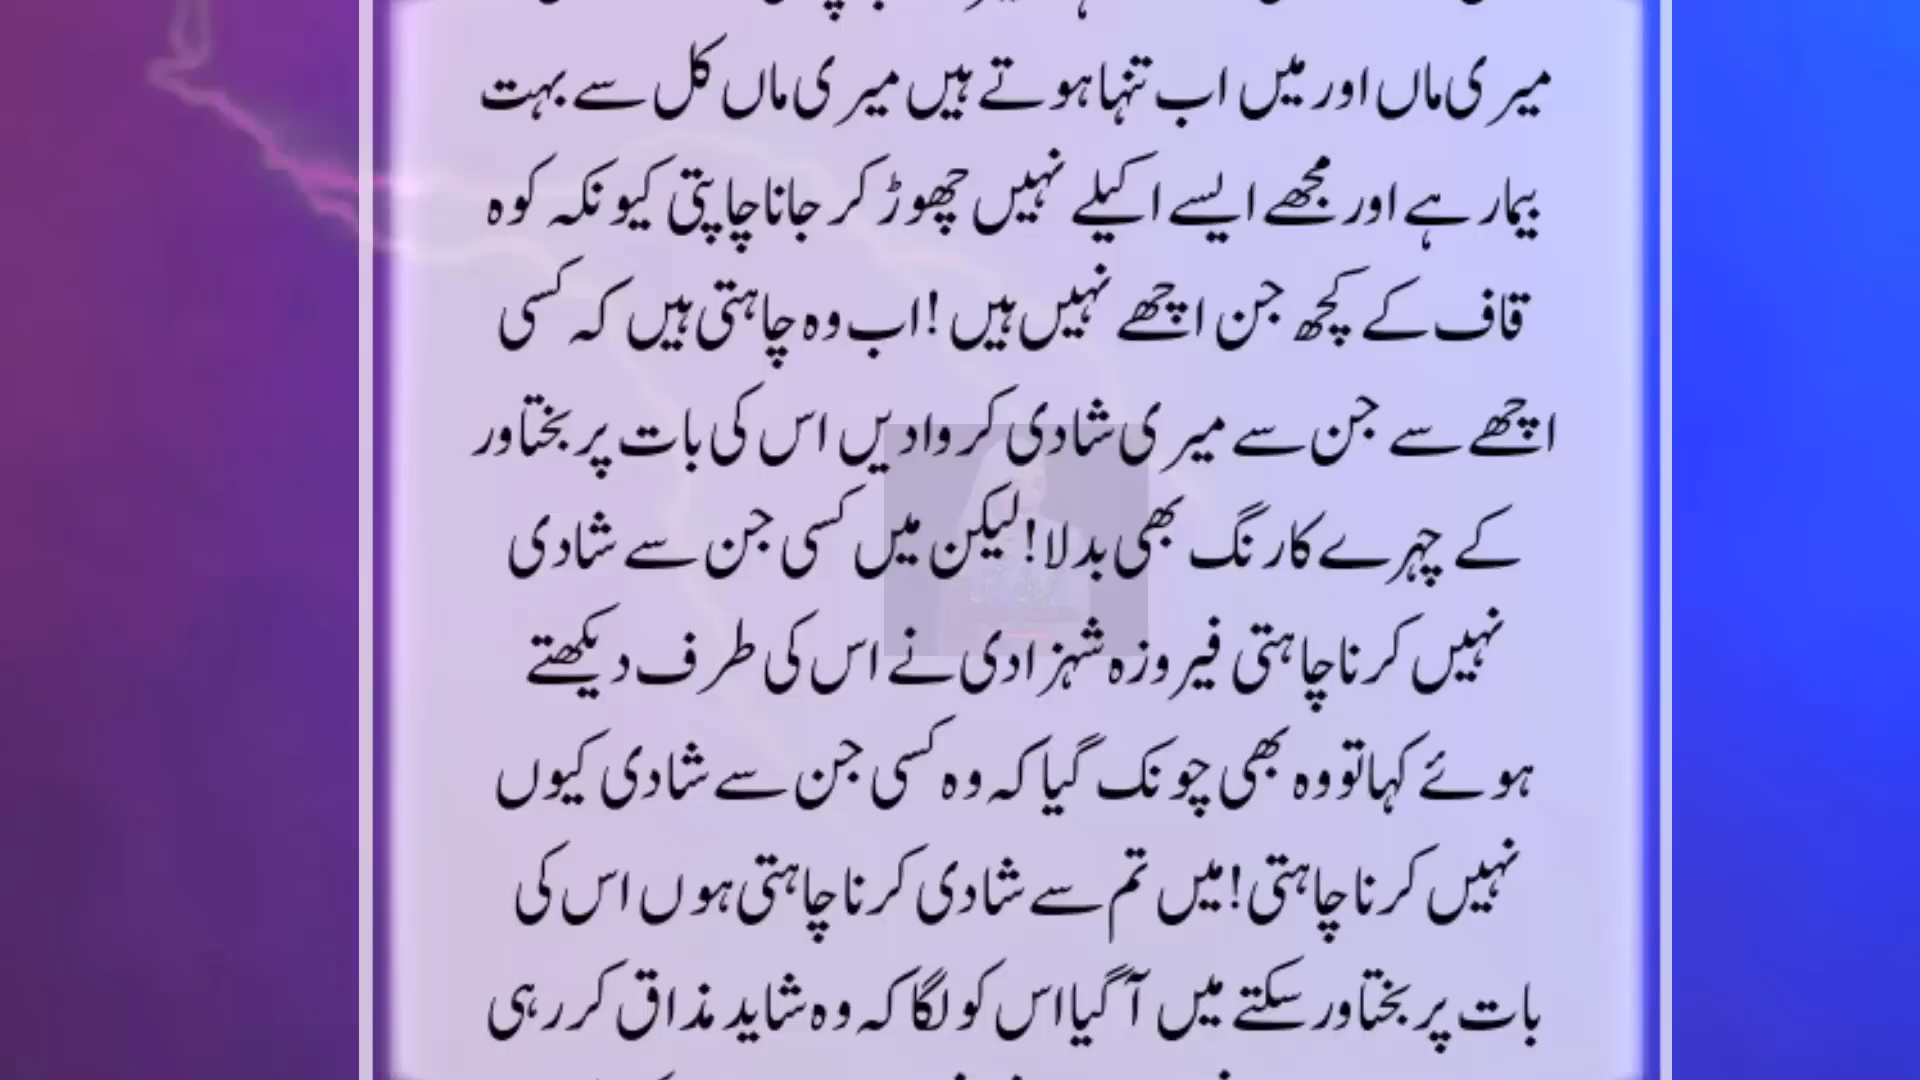 میری ماں اور میں اب تنہا ہوتے ہیں میری ماں کل سے بہت
بیمار ہے اور مجھے ایسے اکیلے نہیں چھوڑ کر جانا چاہتی کیونکہ کوہ
قاف کے کچھ جن اچھے نہیں ہیں !اب وہ چاہتی ہیں کہ کسی
اچھے سے جن سے میری شادی کروا دیں اس کی بات پر بختاور
کے چہرے کا رنگ بھی بدلا !لیکن میں کسی جن سے شادی
نہیں کرنا چاہتی فیروزہ شہزادی نے اس کی طرف دیکھتے
ہوئے کہا تو وہ بھی چونک گیا کہ وہ کسی جن سے شادی کیوں
نہیں کرنا چاہتی !میں تم سے شادی کرنا چاہتی ہوں اس کی
بات پر بختاور سکتے میں آگیا اس کو لگا کہ وہ شاید مذاق کر رہی